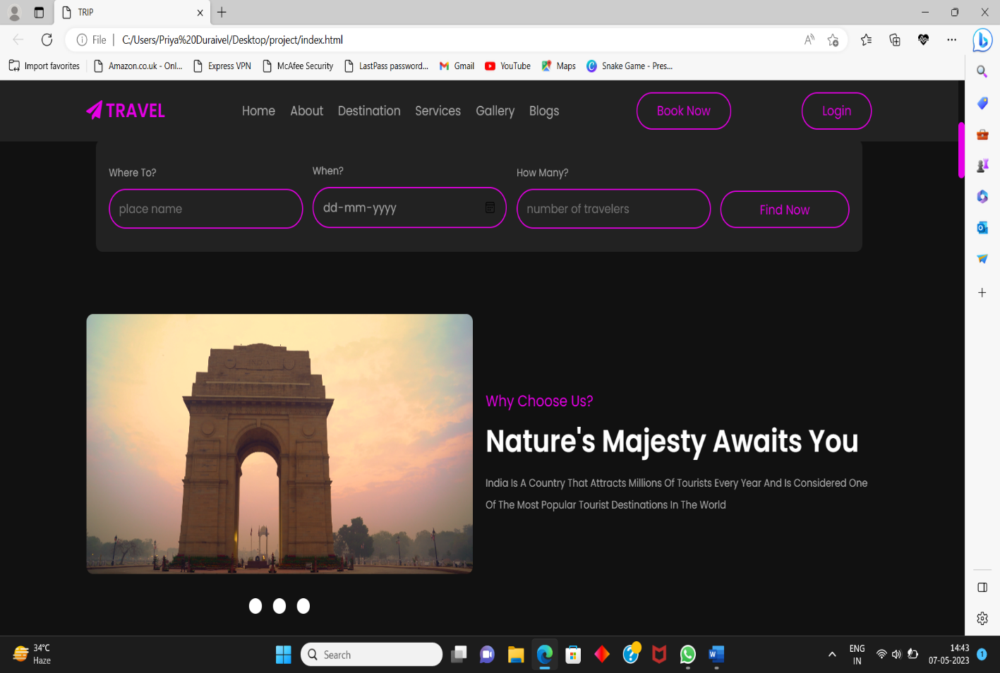 TRIP
File
C:/Users/Priya%20Duraivel/Desktop/project/index.html
Import favorites
Amazon.co.uk - Onl...
Express VPN
McAfee Security
LastPass password...
Gmail
YouTube
Maps
Snake Game - Pres...
TRAVEL
Home About Destination Services Gallery Blogs
Book Now
Login
Where To?
When?
How Many?
place name
dd-mm-yyyy
number of travelers
Find Now
INDIA
Why Choose Us?
Nature's Majesty Awaits You
India Is A Country That Attracts Millions Of Tourists Every Year And Is Considered One
Of The Most Popular Tourist Destinations In The World
34°C
Haze
Search
ENG
IN
14:43
07-05-2023
1